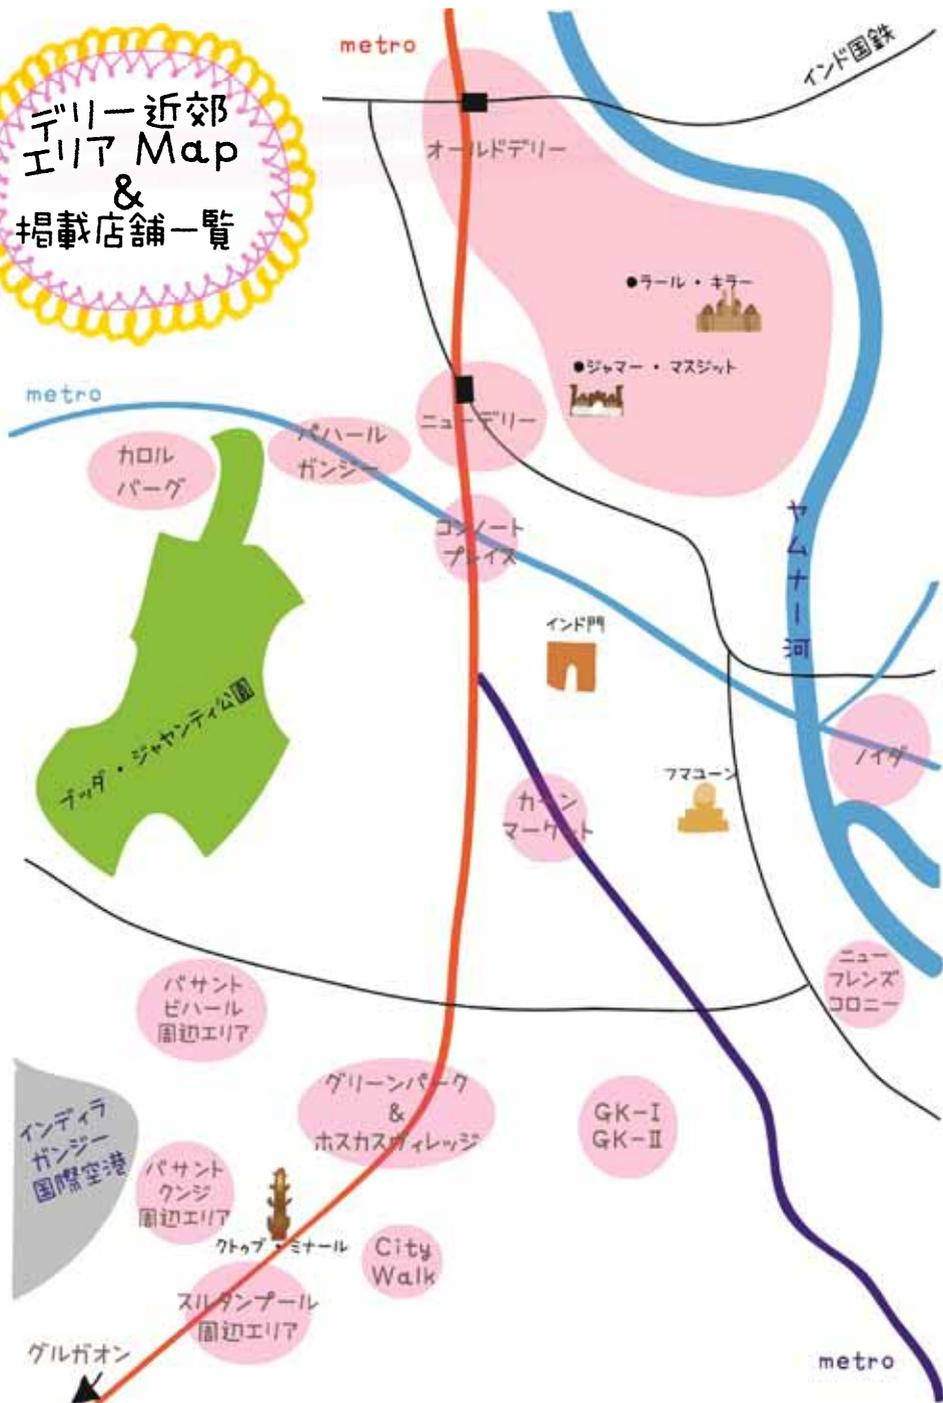 metro
インド国鉄
デリー近郊
エリア Map
&
掲載店舗一覧
オールドデリー
●ラール・キラー
●ジャマー・マスジット
metro
カロル
バーグ
パハール
ガンジー
ニューデリー
コンノート
プレイス
ヤムナー河
インド門
ブッダ・ジャヤンティ公園
ノイダ
フマユーン
カーン
マーケット
ニュー
フレンズ
コロニー
バサント
ビハール
周辺エリア
インディラ
ガンジー
国際空港
グリーンパーク
&
ホスカスヴィレッジ
GK-I
GK-II
バサント
クンジ
周辺エリア
クトゥブ・ミナール
City
Walk
スルタンプール
周辺エリア
グルガオン
metro